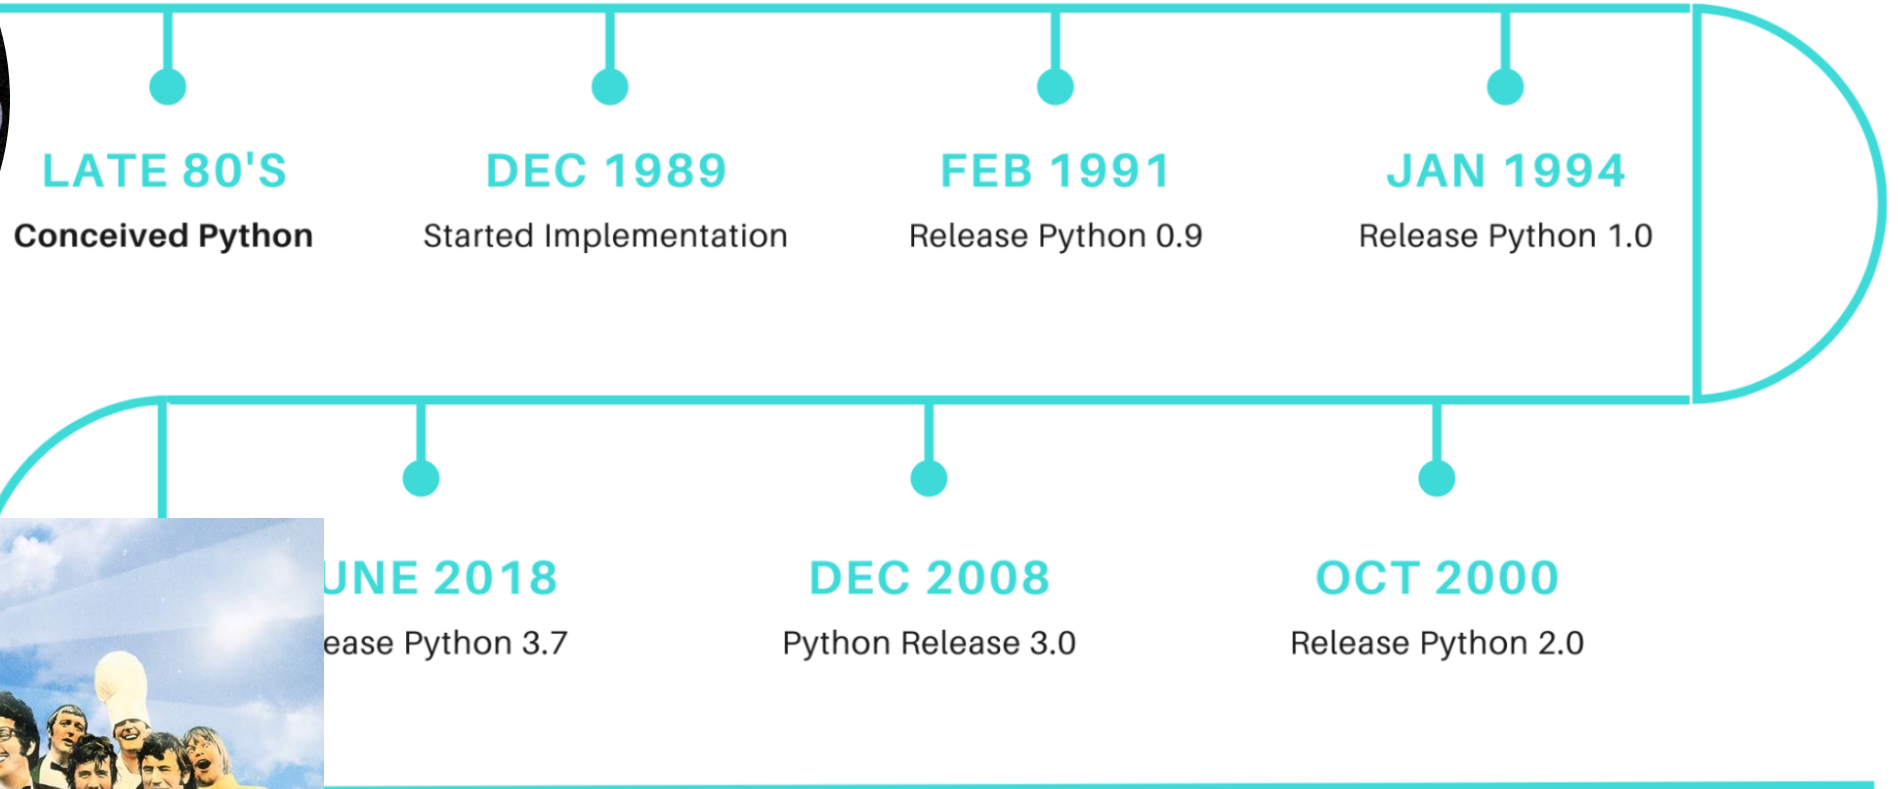 LATE 80'S
Conceived Python
DEC 1989
Started Implementation
FEB 1991
Release Python 0.9
JAN 1994
Release Python 1.0
UNE 2018
ease Python 3.7
DEC 2008
Python Release 3.0
OCT 2000
Release Python 2.0